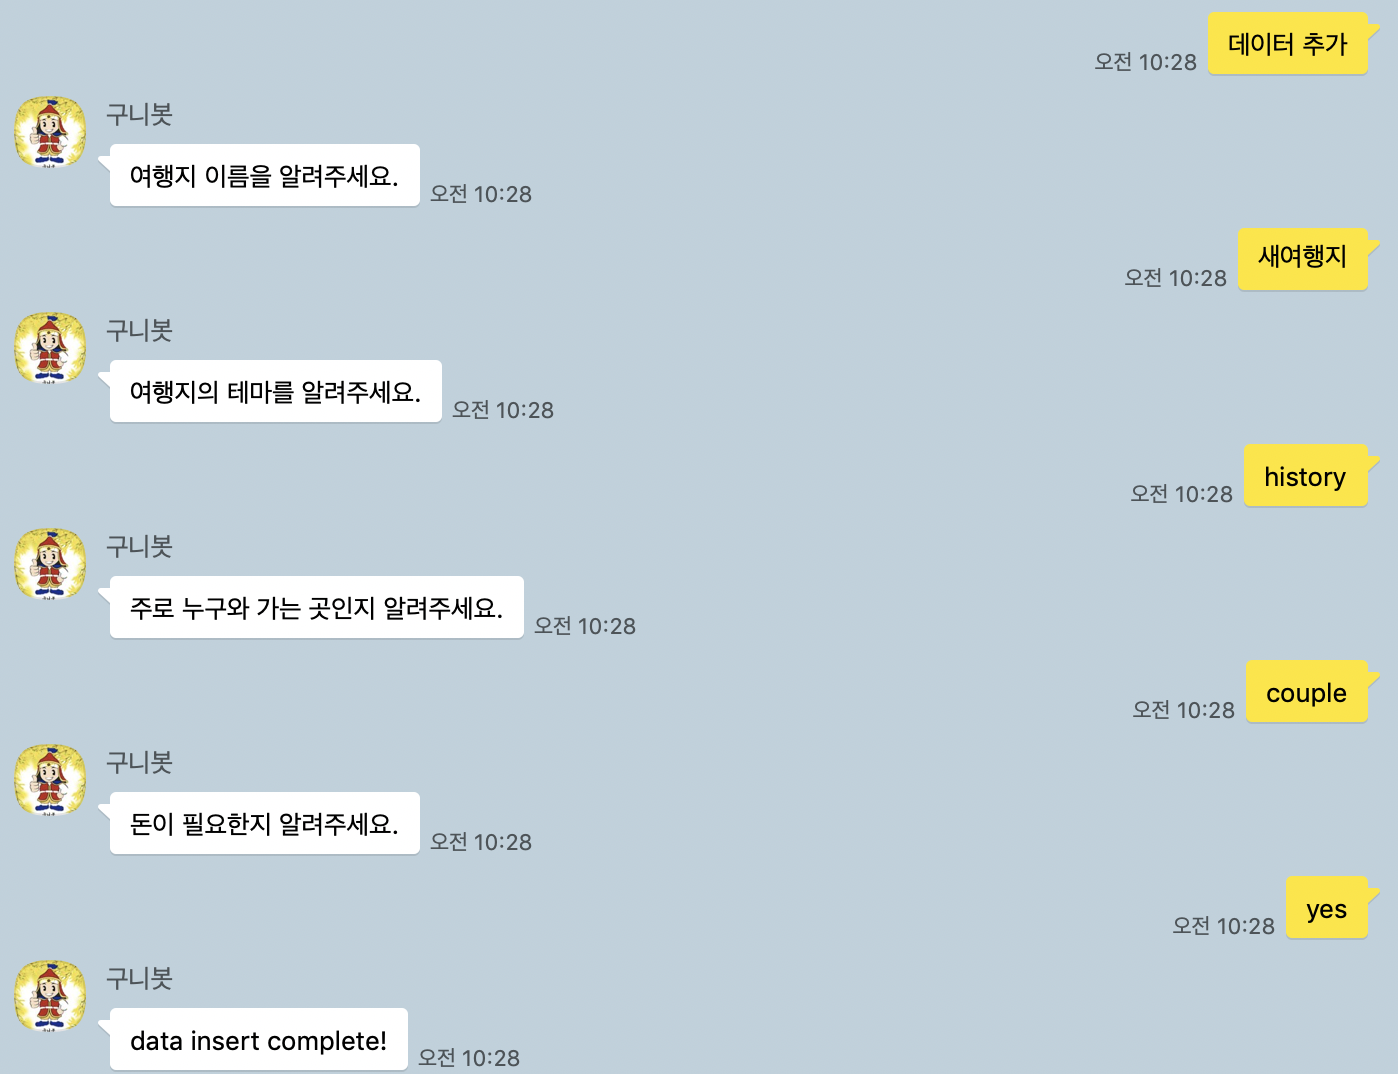 데이터 추가
오전 10:28
구니봇
여행지 이름을 알려주세요.
오전 10:28
새여행지
오전 10:28
구니봇
여행지의 테마를 알려주세요.
오전 10:28
history
오전 10:28
구니봇
주로 누구와 가는 곳인지 알려주세요.
오전 10:28
couple
오전 10:28
구니봇
돈이 필요한지 알려주세요.
오전 10:28
yes
오전 10:28
구니봇
data insert complete!
오전 10:28